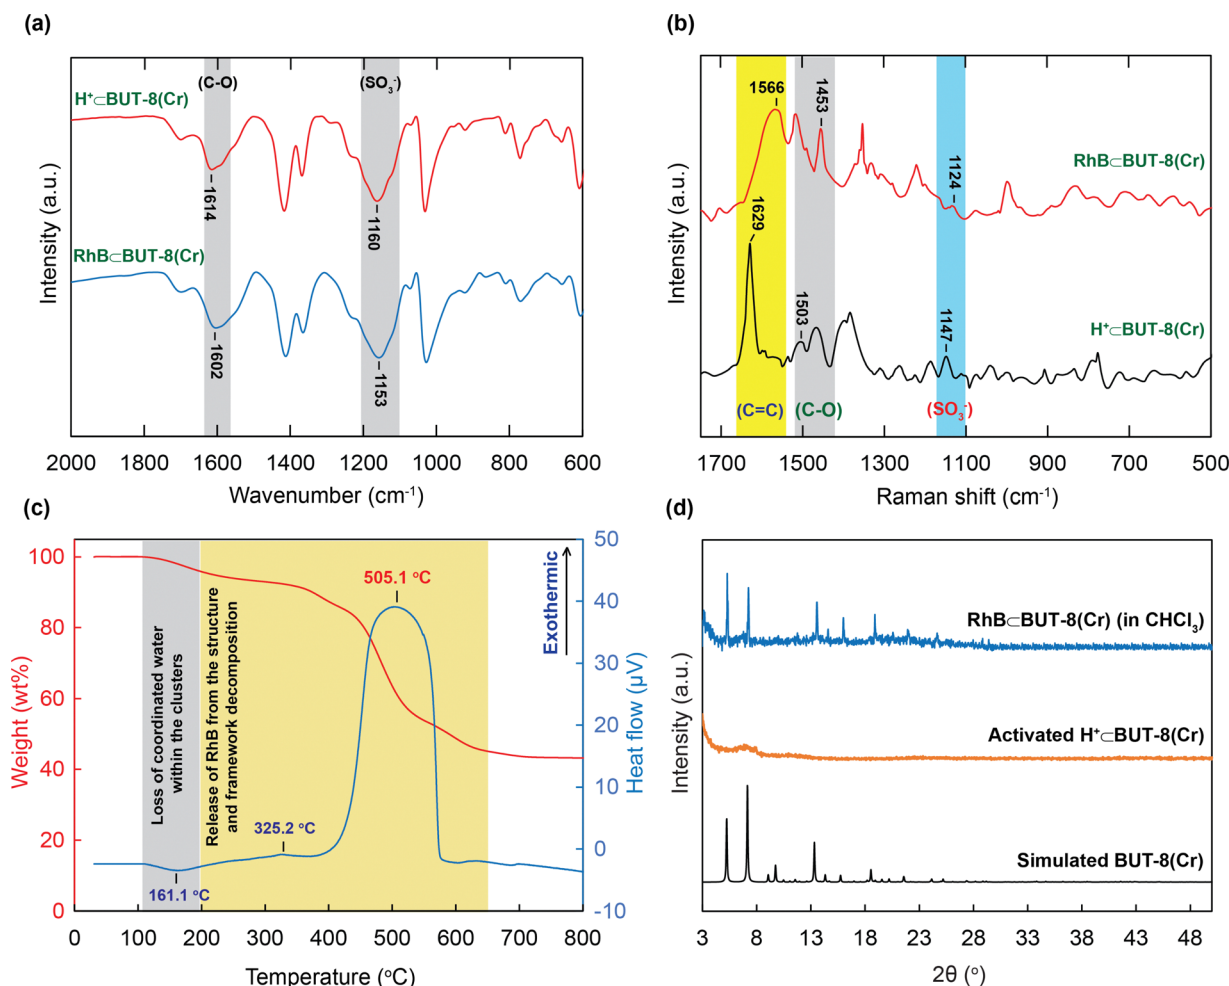 (a)
(C-O)
(SO₃⁻)
H⁺⊂BUT-8(Cr)
1614
1160
RhB⊂BUT-8(Cr)
1602
1153
Intensity (a.u.)
2000 1800 1600 1400 1200 1000 800 600
Wavenumber (cm⁻¹)
(b)
1566
1453
1124
RhB⊂BUT-8(Cr)
1629
1503
1147
H⁺⊂BUT-8(Cr)
(C=C)
(C-O)
(SO₃⁻)
Intensity (a.u.)
1700 1500 1300 1100 900 700 500
Raman shift (cm⁻¹)
(c)
100
80
60
40
20
0
Weight (wt%)
50
40
30
20
10
0
-10
Heat flow (µV)
Exothermic
505.1 °C
325.2 °C
161.1 °C
Loss of coordinated water
within the clusters
Release of RhB from the structure
and framework decomposition
0 100 200 300 400 500 600 700 800
Temperature (°C)
(d)
RhB⊂BUT-8(Cr) (in CHCl₃)
Activated H⁺⊂BUT-8(Cr)
Simulated BUT-8(Cr)
Intensity (a.u.)
3 8 13 18 23 28 33 38 43 48
2θ (°)